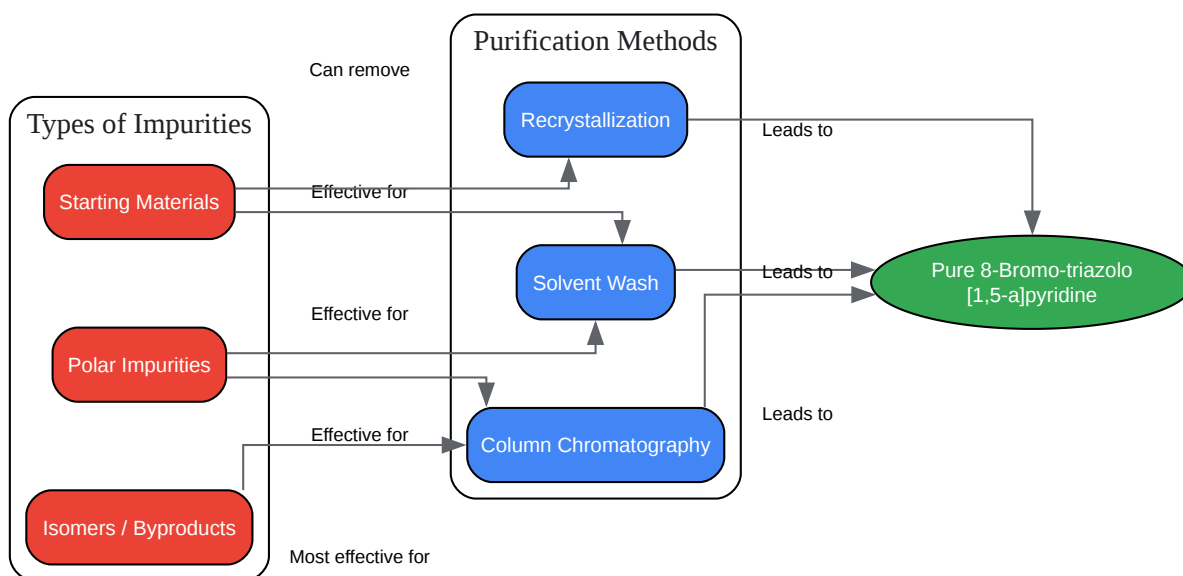 Types of Impurities
Starting Materials
Polar Impurities
Isomers / Byproducts
Can remove
Effective for
Effective for
Effective for
Most effective for
Purification Methods
Recrystallization
Solvent Wash
Column Chromatography
Leads to
Leads to
Leads to
Pure 8-Bromo-triazolo
[1,5-a]pyridine